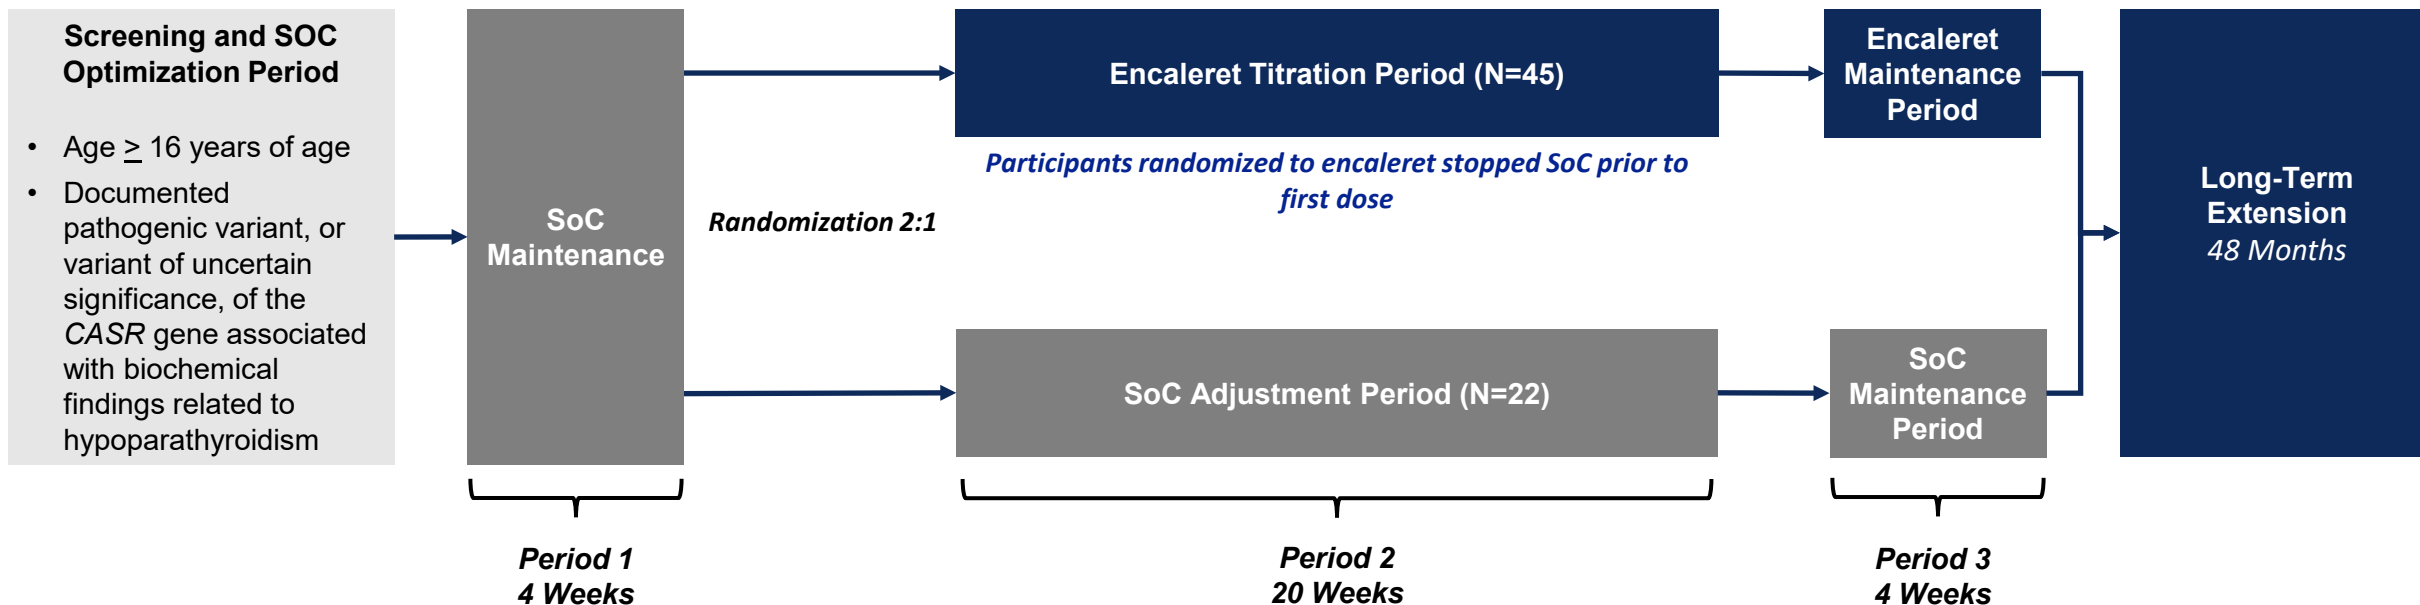 Screening and SOC
Optimization Period
• Age > 16 years of age
• Documented
pathogenic variant, or
variant of uncertain
significance, of the
CASR gene associated
with biochemical
findings related to
hypoparathyroidism
SoC
Maintenance
Randomization 2:1
Encaleret Titration Period (N=45)
Participants randomized to encaleret stopped SoC prior to
first dose
SoC Adjustment Period (N=22)
Encaleret
Maintenance
Period
SoC
Maintenance
Period
Long-Term
Extension
48 Months
Period 1
4 Weeks
Period 2
20 Weeks
Period 3
4 Weeks